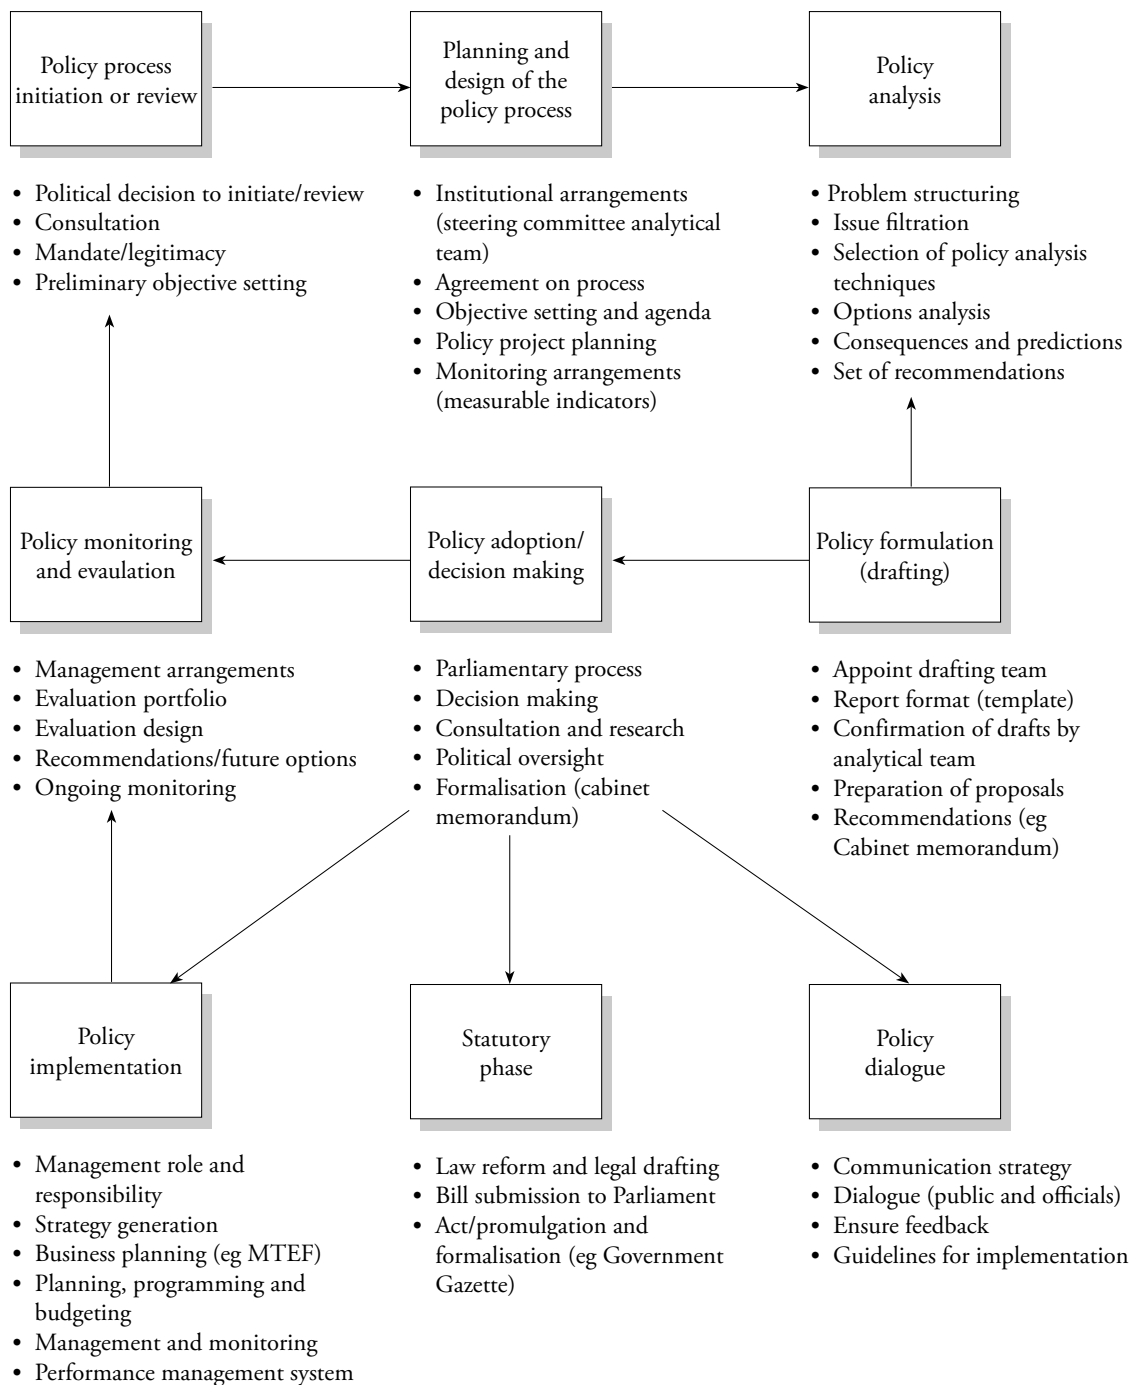 Policy process
initiation or review
Planning and
design of the
policy process
Policy
analysis
• Political decision to initiate/review
• Consultation
• Mandate/legitimacy
• Preliminary objective setting
• Institutional arrangements
(steering committee analytical
team)
• Agreement on process
• Objective setting and agenda
• Policy project planning
• Monitoring arrangements
(measurable indicators)
• Problem structuring
• Issue filtration
• Selection of policy analysis
techniques
• Options analysis
• Consequences and predictions
• Set of recommendations
Policy monitoring
and evaulation
Policy adoption/
decision making
Policy formulation
(drafting)
• Management arrangements
• Evaluation portfolio
• Evaluation design
• Recommendations/future options
• Ongoing monitoring
• Parliamentary process
• Decision making
• Consultation and research
• Political oversight
• Formalisation (cabinet
memorandum)
• Appoint drafting team
• Report format (template)
• Confirmation of drafts by
analytical team
• Preparation of proposals
• Recommendations (eg
Cabinet memorandum)
Policy
implementation
Statutory
phase
Policy
dialogue
• Management role and
responsibility
• Strategy generation
• Business planning (eg MTEF)
• Planning, programming and
budgeting
• Management and monitoring
• Performance management system
• Law reform and legal drafting
• Bill submission to Parliament
• Act/promulgation and
formalisation (eg Government
Gazette)
• Communication strategy
• Dialogue (public and officials)
• Ensure feedback
• Guidelines for implementation